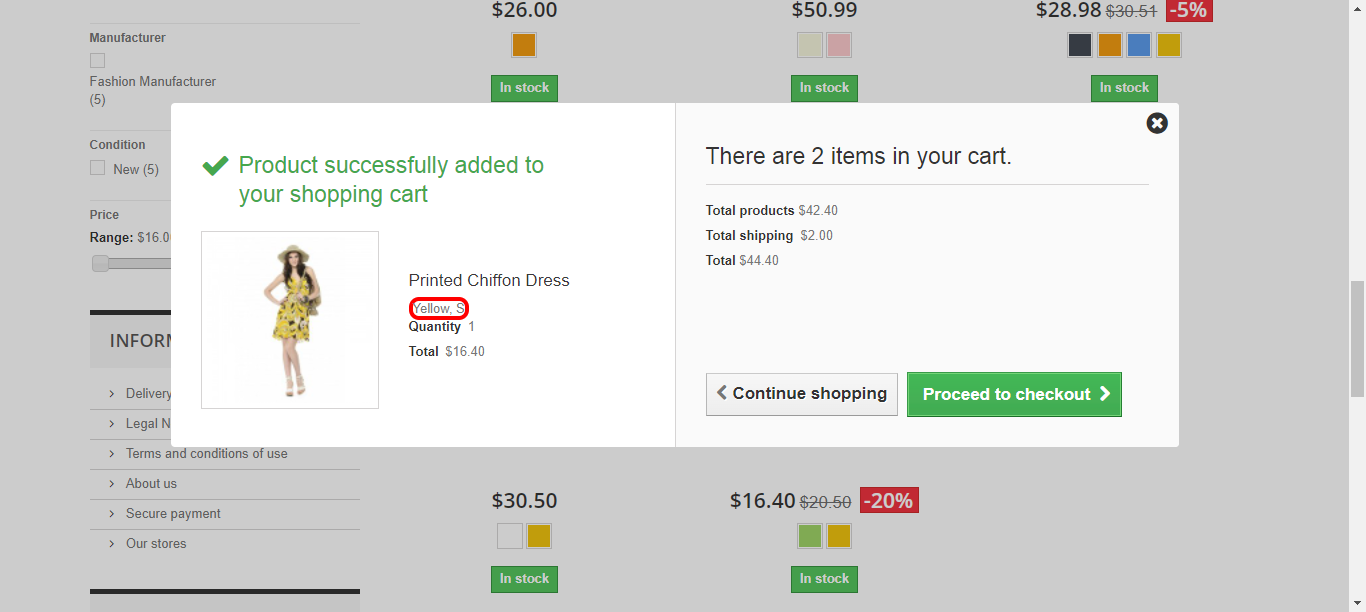 $26.00
$50.99
$28.98 $30.51 -5%
Manufacturer
Fashion Manufacturer
(5)
In stock
In stock
In stock
Condition
New (5)
Price
Range: $16.0
Product successfully added to
your shopping cart
Printed Chiffon Dress
Yellow, S
Quantity 1
Total $16.40
There are 2 items in your cart.
Total products $42.40
Total shipping $2.00
Total $44.40
Continue shopping
Proceed to checkout
INFOR
Delivery
Legal N
Terms and conditions of use
About us
Secure payment
Our stores
$30.50
$16.40 $20.50 -20%
In stock
In stock